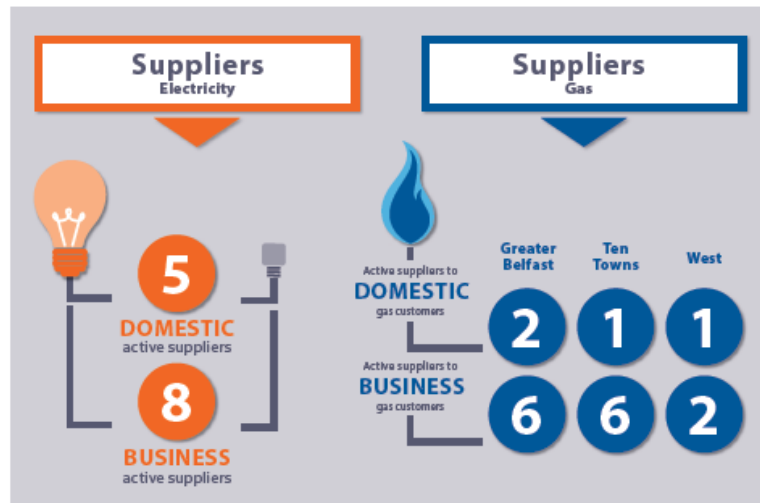 Suppliers
Electricity
5
DOMESTIC
active suppliers
8
BUSINESS
active suppliers
Suppliers
Gas
Greater
Belfast
Ten
Towns
West
Active suppliers to
DOMESTIC
gas customers
2 1 1
Active suppliers to
BUSINESS
gas customers
6 6 2